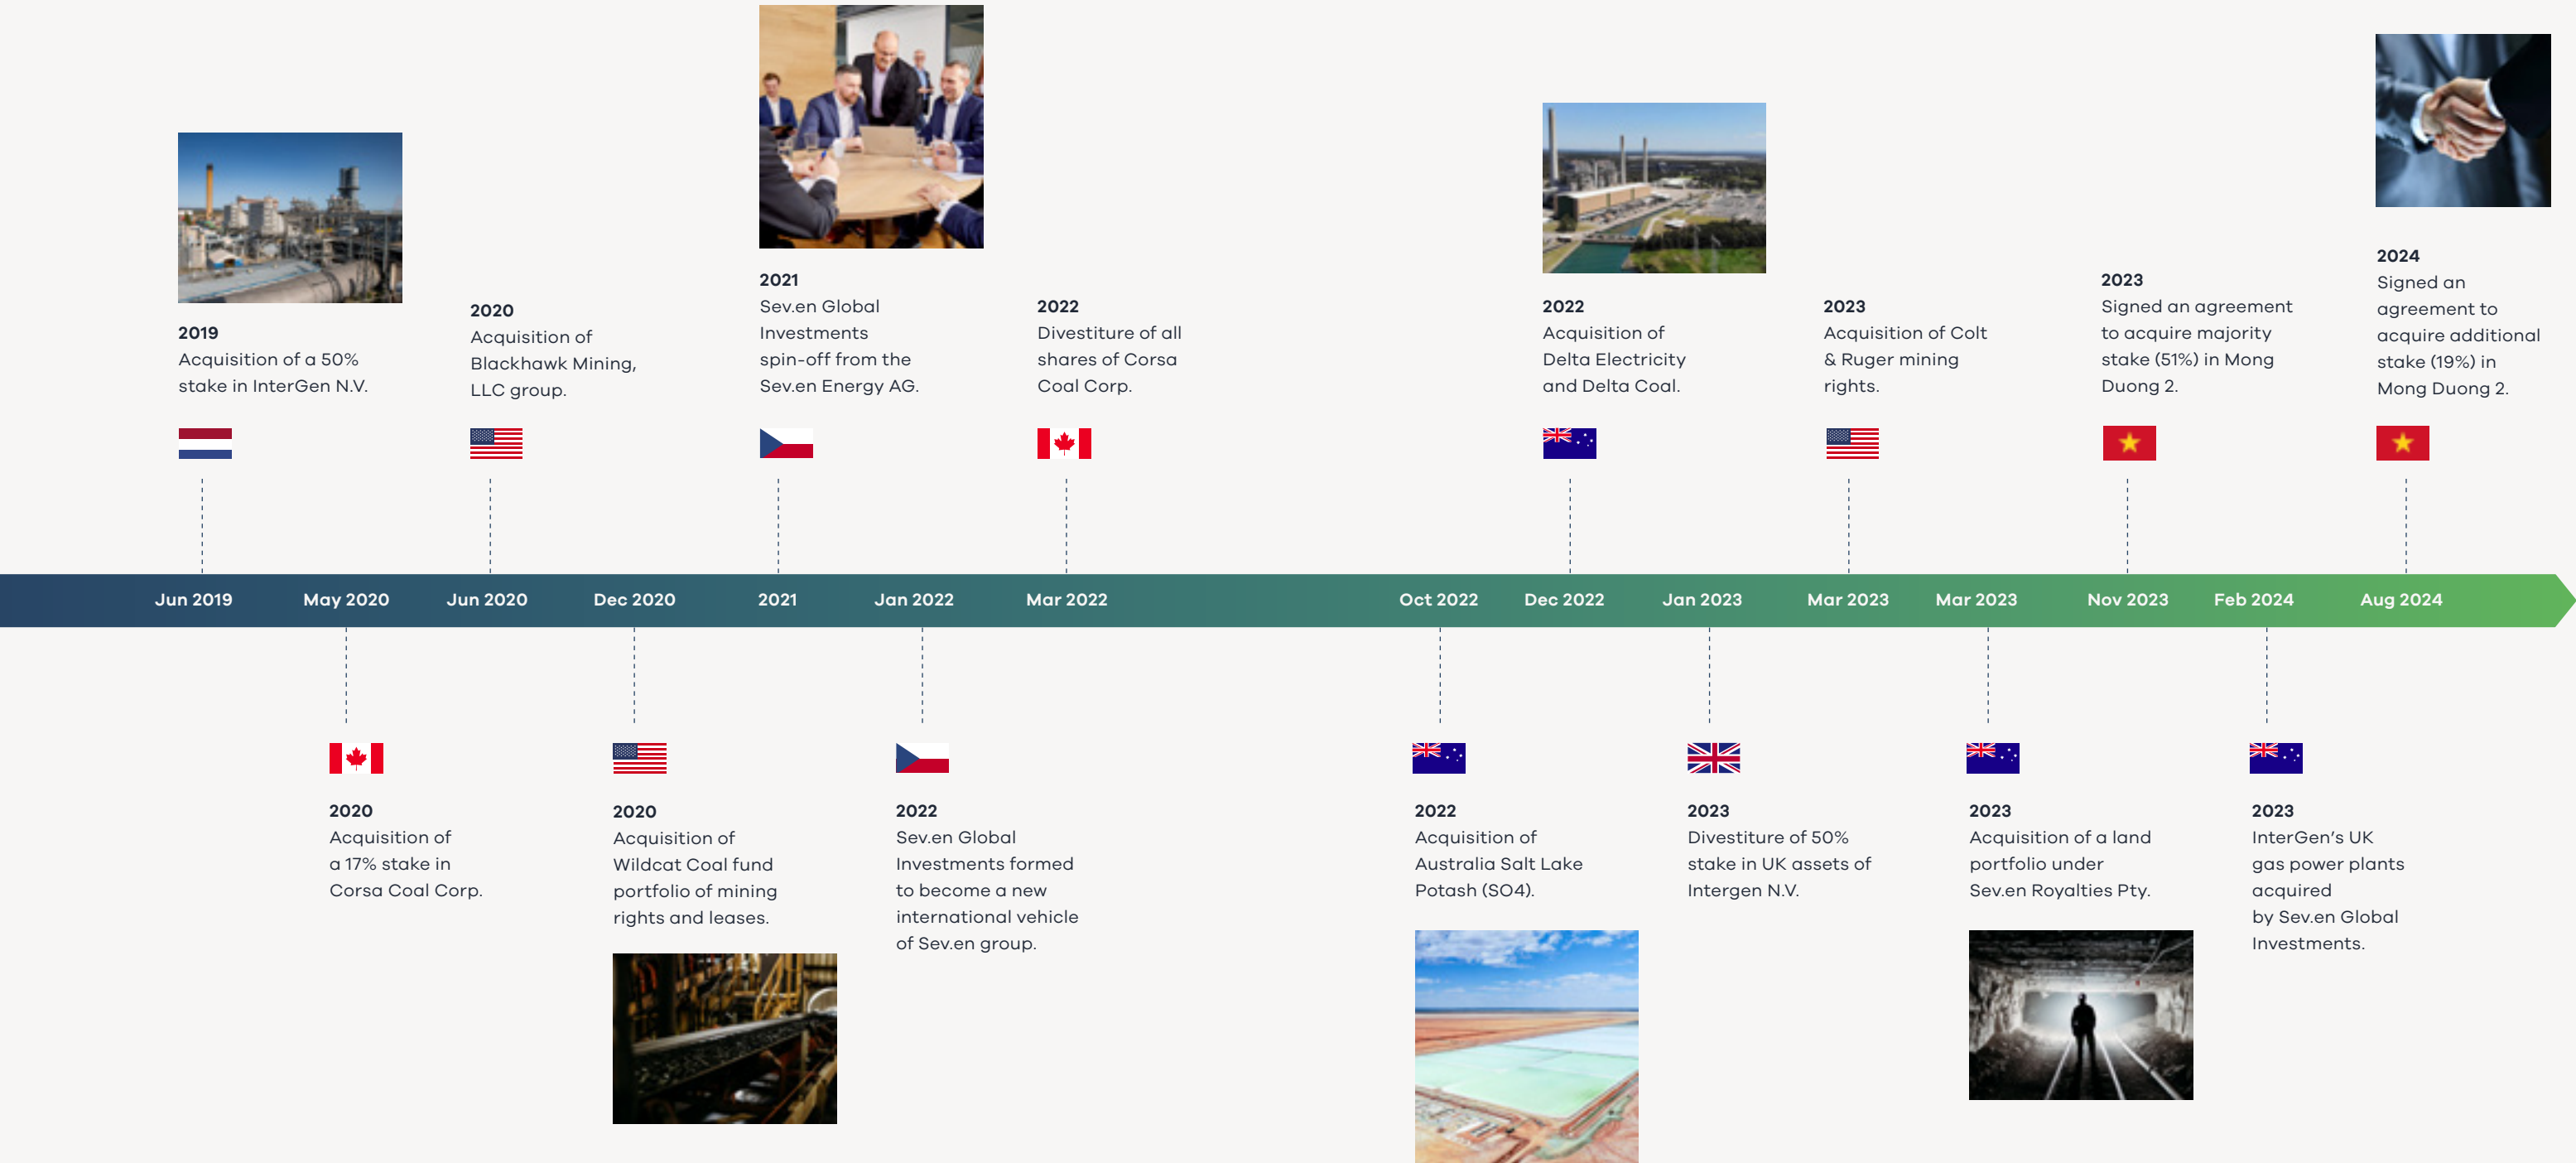 2019
Acquisition of a 50%
stake in InterGen N.V.
2020
Acquisition of
Blackhawk Mining,
LLC group.
2021
Sev.en Global
Investments
spin-off from the
Sev.en Energy AG.
2022
Divestiture of all
shares of Corsa
Coal Corp.
2022
Acquisition of
Delta Electricity
and Delta Coal.
2023
Acquisition of Colt
& Ruger mining
rights.
2023
Signed an agreement
to acquire majority
stake (51%) in Mong
Duong 2.
2024
Signed an
agreement to
acquire additional
stake (19%) in
Mong Duong 2.
Jun 2019
May 2020
Jun 2020
Dec 2020
2021
Jan 2022
Mar 2022
Oct 2022
Dec 2022
Jan 2023
Mar 2023
Mar 2023
Nov 2023
Feb 2024
Aug 2024
2020
Acquisition of
a 17% stake in
Corsa Coal Corp.
2020
Acquisition of
Wildcat Coal fund
portfolio of mining
rights and leases.
2022
Sev.en Global
Investments formed
to become a new
international vehicle
of Sev.en group.
2022
Acquisition of
Australia Salt Lake
Potash (SO4).
2023
Divestiture of 50%
stake in UK assets of
Intergen N.V.
2023
Acquisition of a land
portfolio under
Sev.en Royalties Pty.
2023
InterGen’s UK
gas power plants
acquired
by Sev.en Global
Investments.